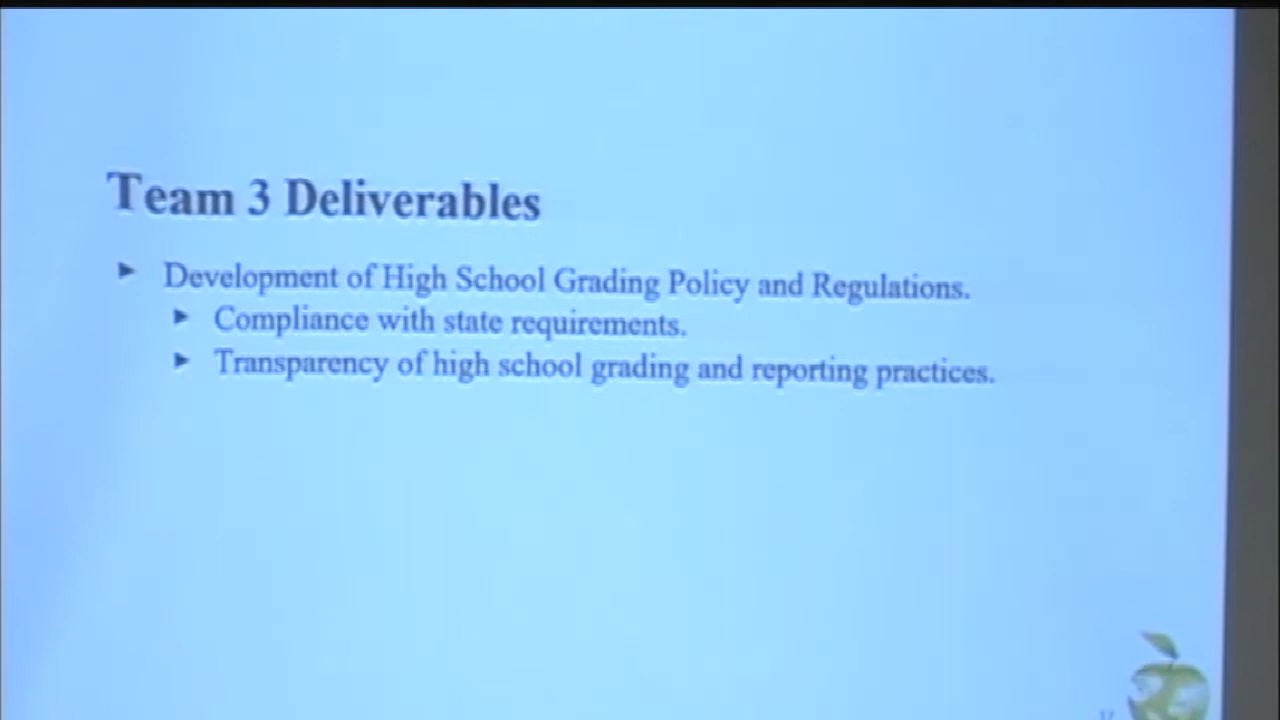 Team 3 Deliverables
Development of High School Grading Policy and Regulations.
Compliance with state requirements.
Transparency of high school grading and reporting practices.